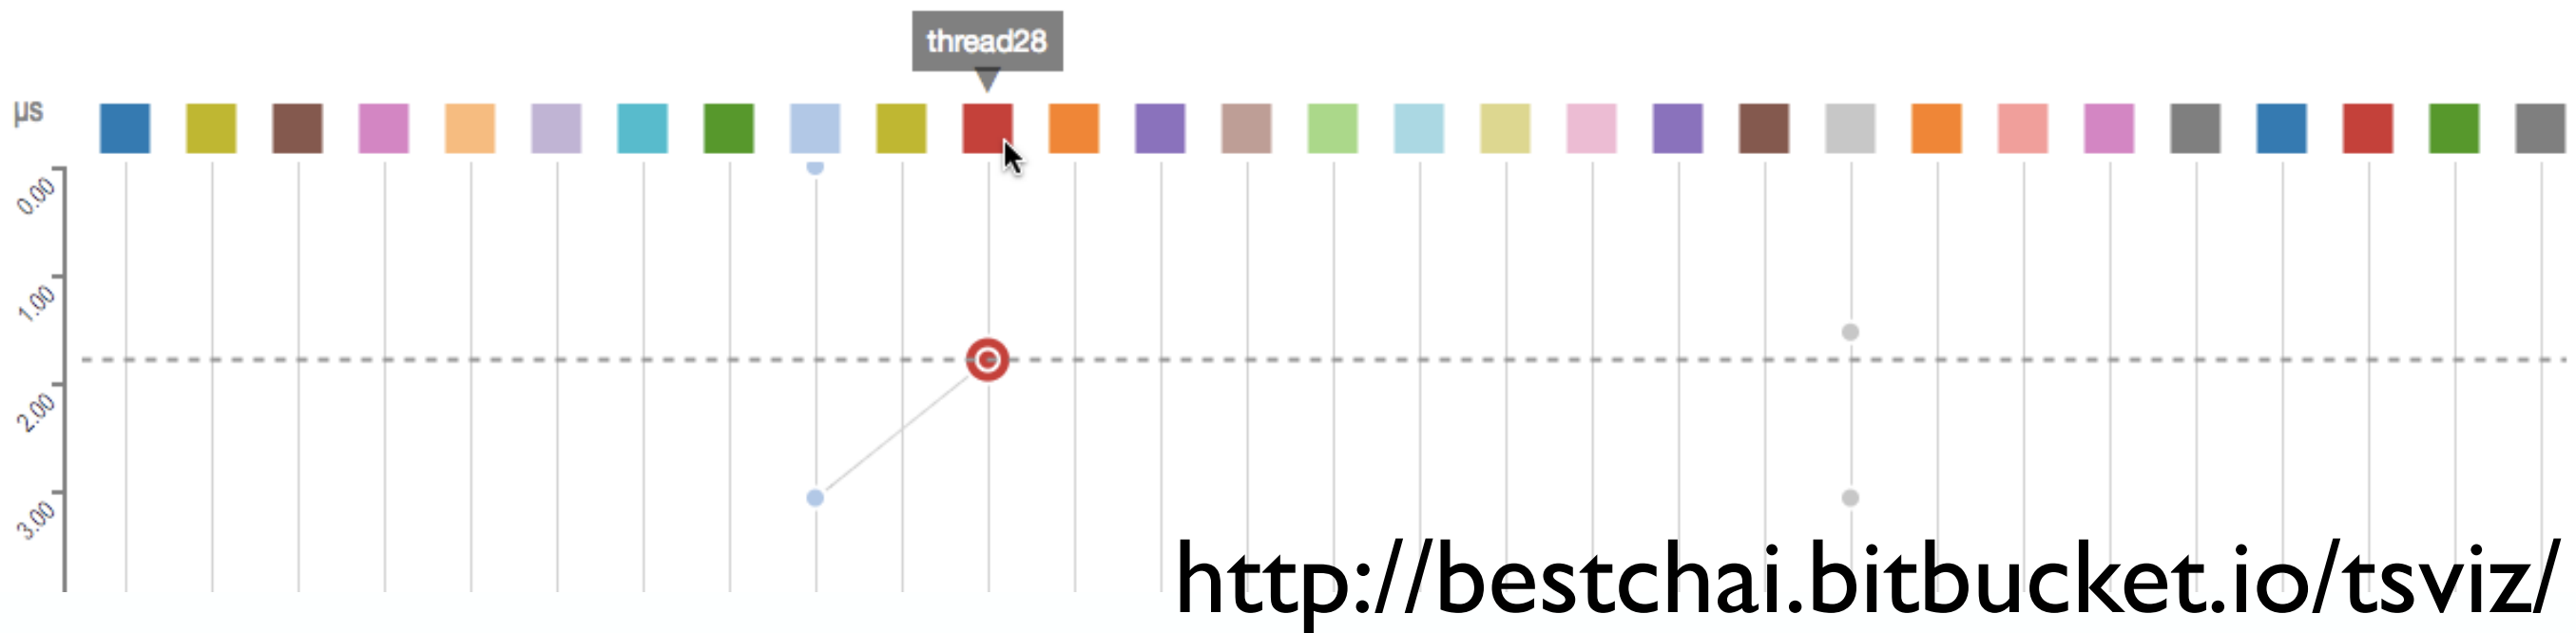 thread28
μs
0.00
1.00
2.00
3.00
http://bestchai.bitbucket.io/tsviz/